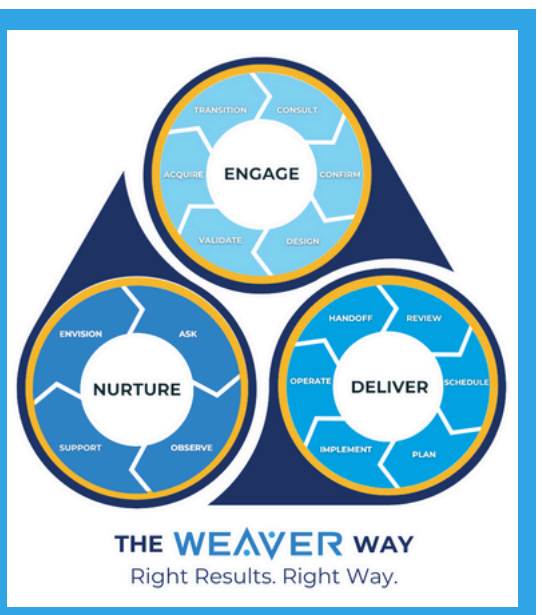 TRANSITION CONSULT
ACQUIRE ENGAGE CONFIRM
VALIDATE DESIGN
ENVISION ASK
NURTURE
SUPPORT OBSERVE
HANDOFF REVIEW
OPERATE DELIVER SCHEDULE
IMPLEMENT PLAN
THE WEAVER WAY
Right Results. Right Way.